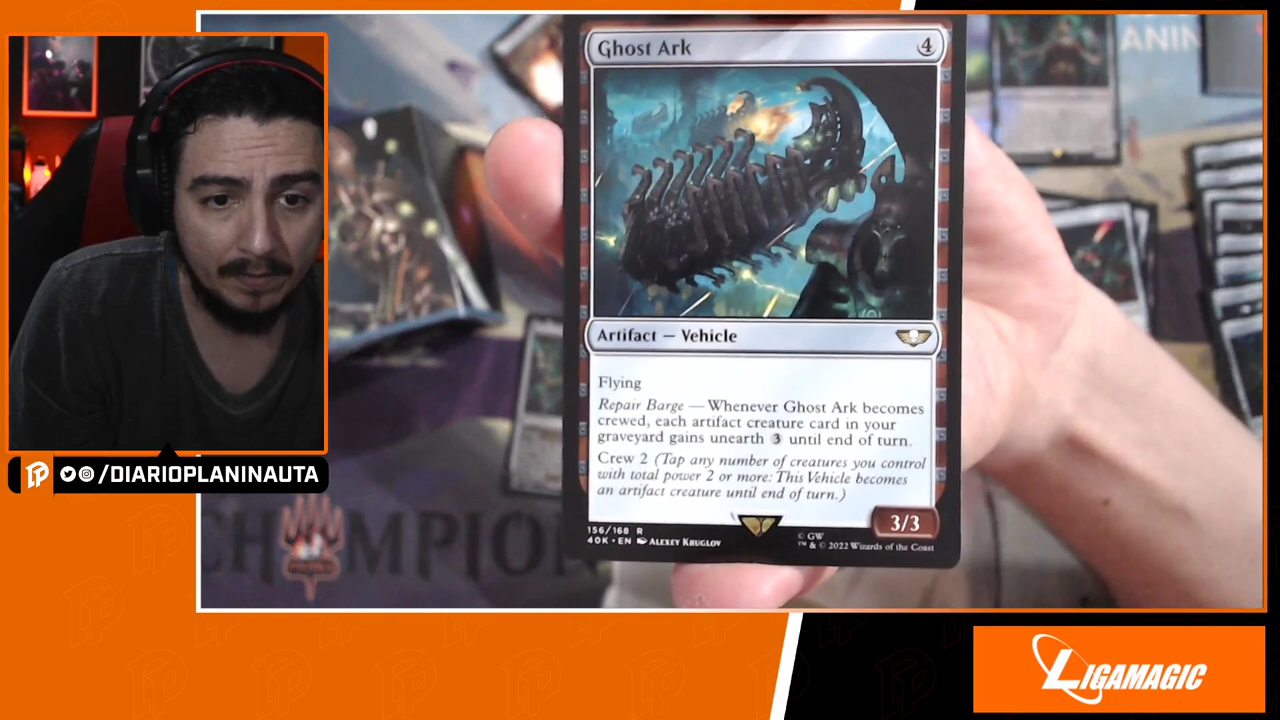 Ghost Ark 4
ANIN
Artifact — Vehicle
Flying
Repair Barge — Whenever Ghost Ark becomes
crewed, each artifact creature card in your
graveyard gains unearth 3 until end of turn.
Crew 2 (Tap any number of creatures you control
with total power 2 or more: This Vehicle becomes
an artifact creature until end of turn.)
3/3
156/168 R
40K • EN ALEXEY KRUGLOV
© GW
™ & © 2022 Wizards of the Coast
/DIARIOPLANINAUTA
CHAMPION
LIGAMAGIC